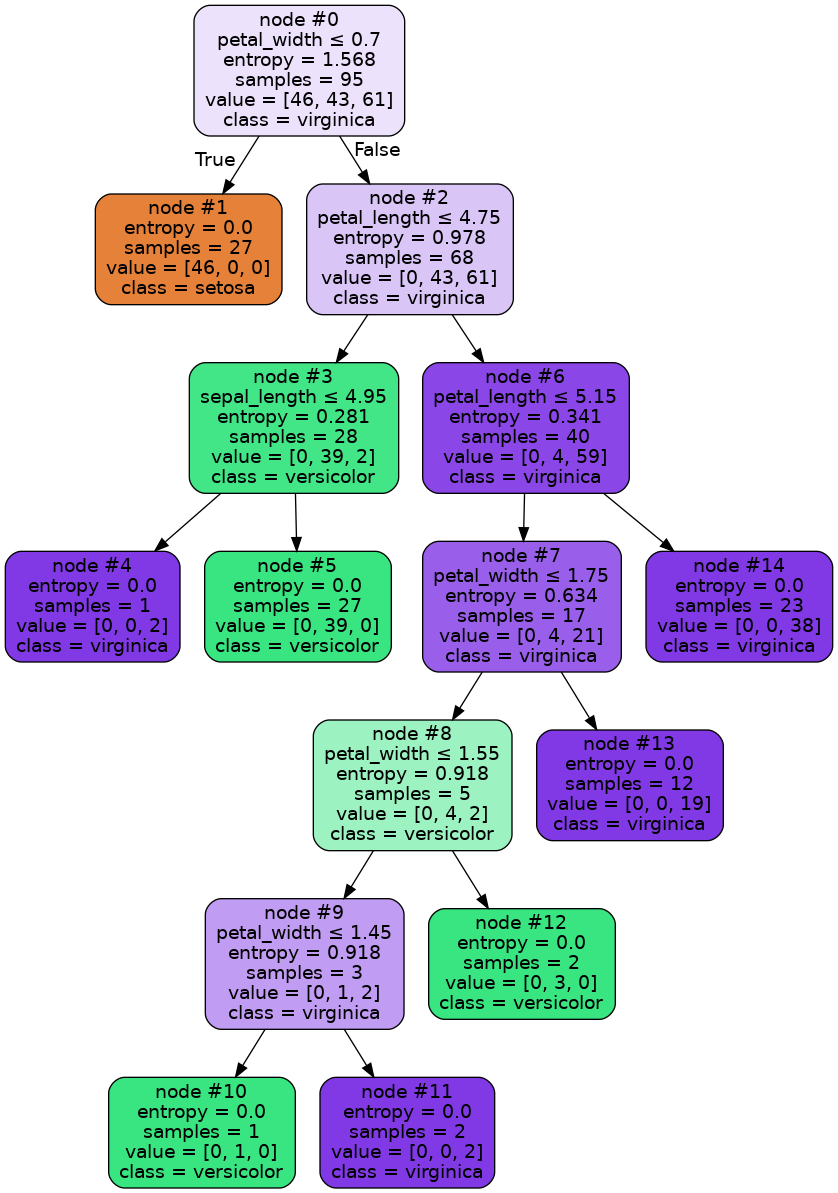 node #0
petal_width ≤ 0.7
entropy = 1.568
samples = 95
value = [46, 43, 61]
class = virginica
True
False
node #1
entropy = 0.0
samples = 27
value = [46, 0, 0]
class = setosa
node #2
petal_length ≤ 4.75
entropy = 0.978
samples = 68
value = [0, 43, 61]
class = virginica
node #3
sepal_length ≤ 4.95
entropy = 0.281
samples = 28
value = [0, 39, 2]
class = versicolor
node #6
petal_length ≤ 5.15
entropy = 0.341
samples = 40
value = [0, 4, 59]
class = virginica
node #4
entropy = 0.0
samples = 1
value = [0, 0, 2]
class = virginica
node #5
entropy = 0.0
samples = 27
value = [0, 39, 0]
class = versicolor
node #7
petal_width ≤ 1.75
entropy = 0.634
samples = 17
value = [0, 4, 21]
class = virginica
node #14
entropy = 0.0
samples = 23
value = [0, 0, 38]
class = virginica
node #8
petal_width ≤ 1.55
entropy = 0.918
samples = 5
value = [0, 4, 2]
class = versicolor
node #13
entropy = 0.0
samples = 12
value = [0, 0, 19]
class = virginica
node #9
petal_width ≤ 1.45
entropy = 0.918
samples = 3
value = [0, 1, 2]
class = virginica
node #12
entropy = 0.0
samples = 2
value = [0, 3, 0]
class = versicolor
node #10
entropy = 0.0
samples = 1
value = [0, 1, 0]
class = versicolor
node #11
entropy = 0.0
samples = 2
value = [0, 0, 2]
class = virginica